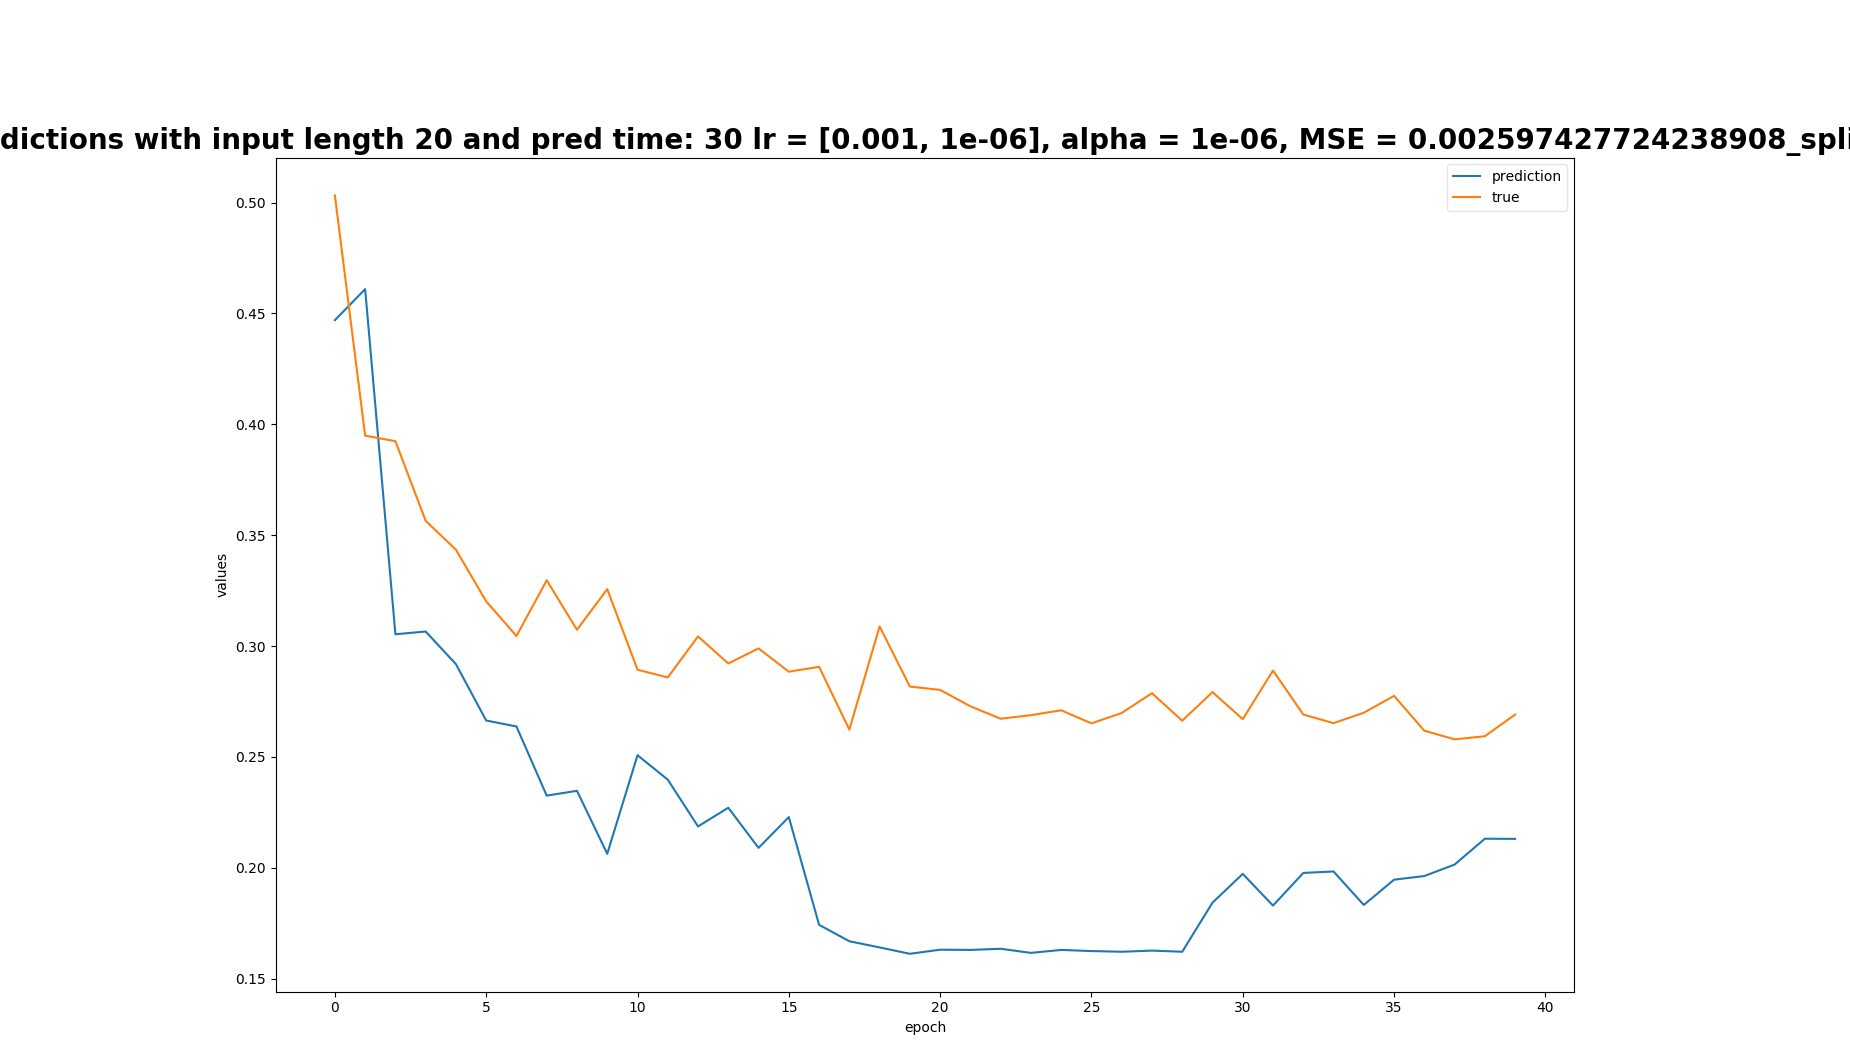 dictions with input length 20 and pred time: 30 lr = [0.001, 1e-06], alpha = 1e-06, MSE = 0.002597427724238908_spli
prediction
true
0.50
0.45
0.40
0.35
0.30
0.25
0.20
0.15
values
0 5 10 15 20 25 30 35 40
epoch